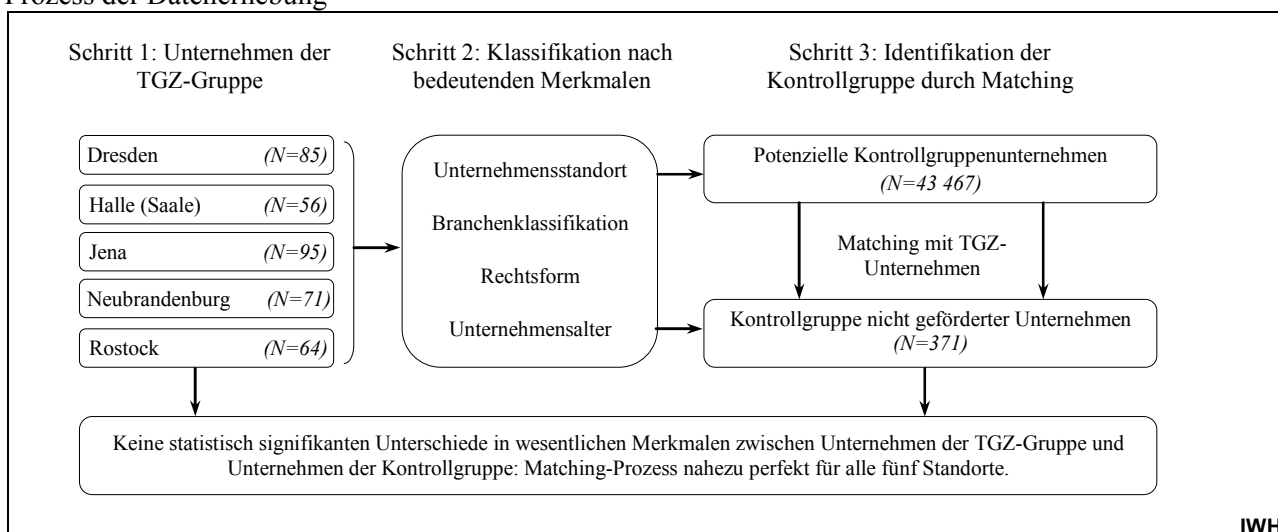 Prozess der Datenerhebung
Schritt 1: Unternehmen der
TGZ-Gruppe
Schritt 2: Klassifikation nach
bedeutenden Merkmalen
Schritt 3: Identifikation der
Kontrollgruppe durch Matching
Dresden (N=85)
Halle (Saale) (N=56)
Jena (N=95)
Neubrandenburg (N=71)
Rostock (N=64)
Unternehmensstandort
Branchenklassifikation
Rechtsform
Unternehmensalter
Potenzielle Kontrollgruppenunternehmen
(N=43 467)
Matching mit TGZ-
Unternehmen
Kontrollgruppe nicht geförderter Unternehmen
(N=371)
Keine statistisch signifikanten Unterschiede in wesentlichen Merkmalen zwischen Unternehmen der TGZ-Gruppe und
Unternehmen der Kontrollgruppe: Matching-Prozess nahezu perfekt für alle fünf Standorte.
IWH